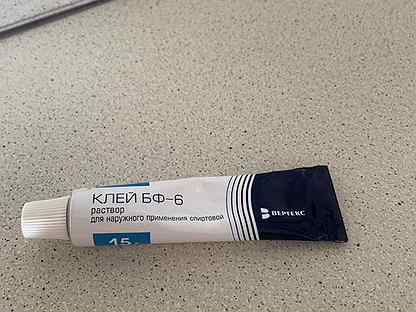 КЛЕЙ БФ-6
раствор
для наружного применения спиртовой
ВЕРТЕКС
15